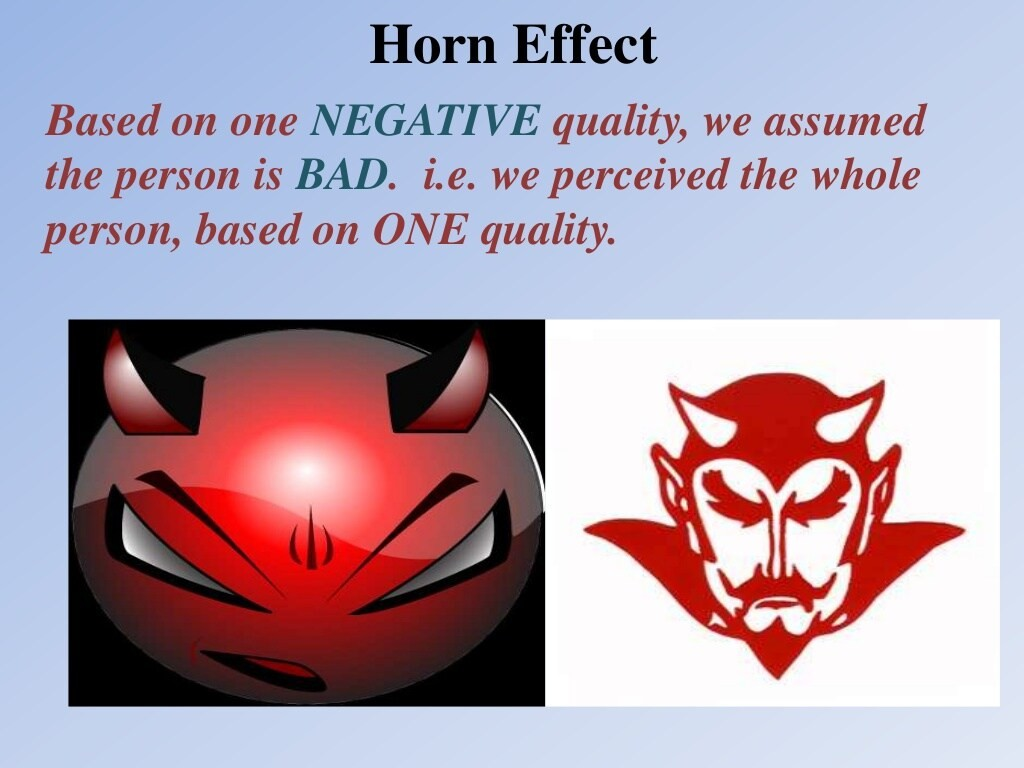 Horn Effect
Based on one NEGATIVE quality, we assumed
the person is BAD.  i.e. we perceived the whole
person, based on ONE quality.